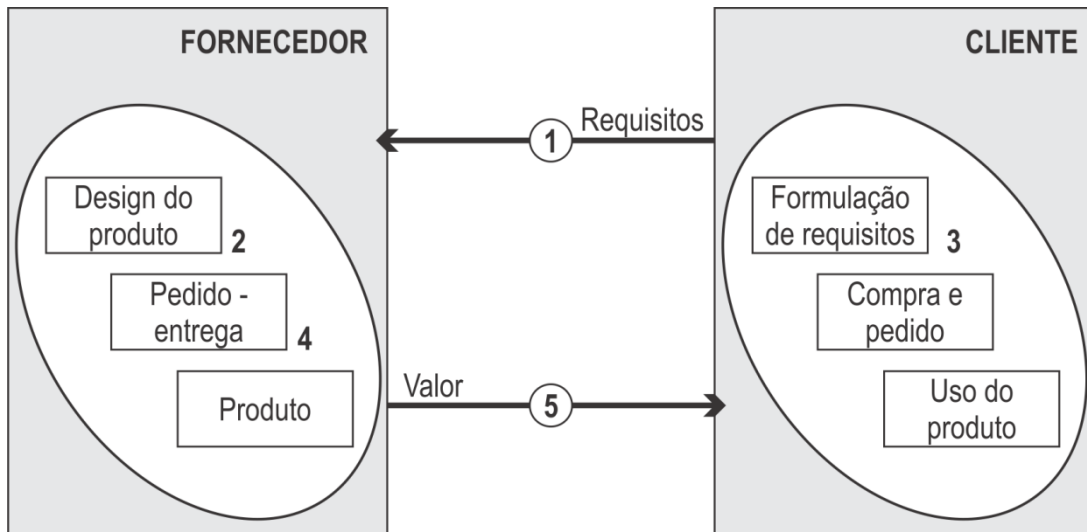 FORNECEDOR
Design do
produto
2
Pedido -
entrega
4
Produto
Requisitos
1
Valor
5
CLIENTE
Formulação
de requisitos
3
Compra e
pedido
Uso do
produto